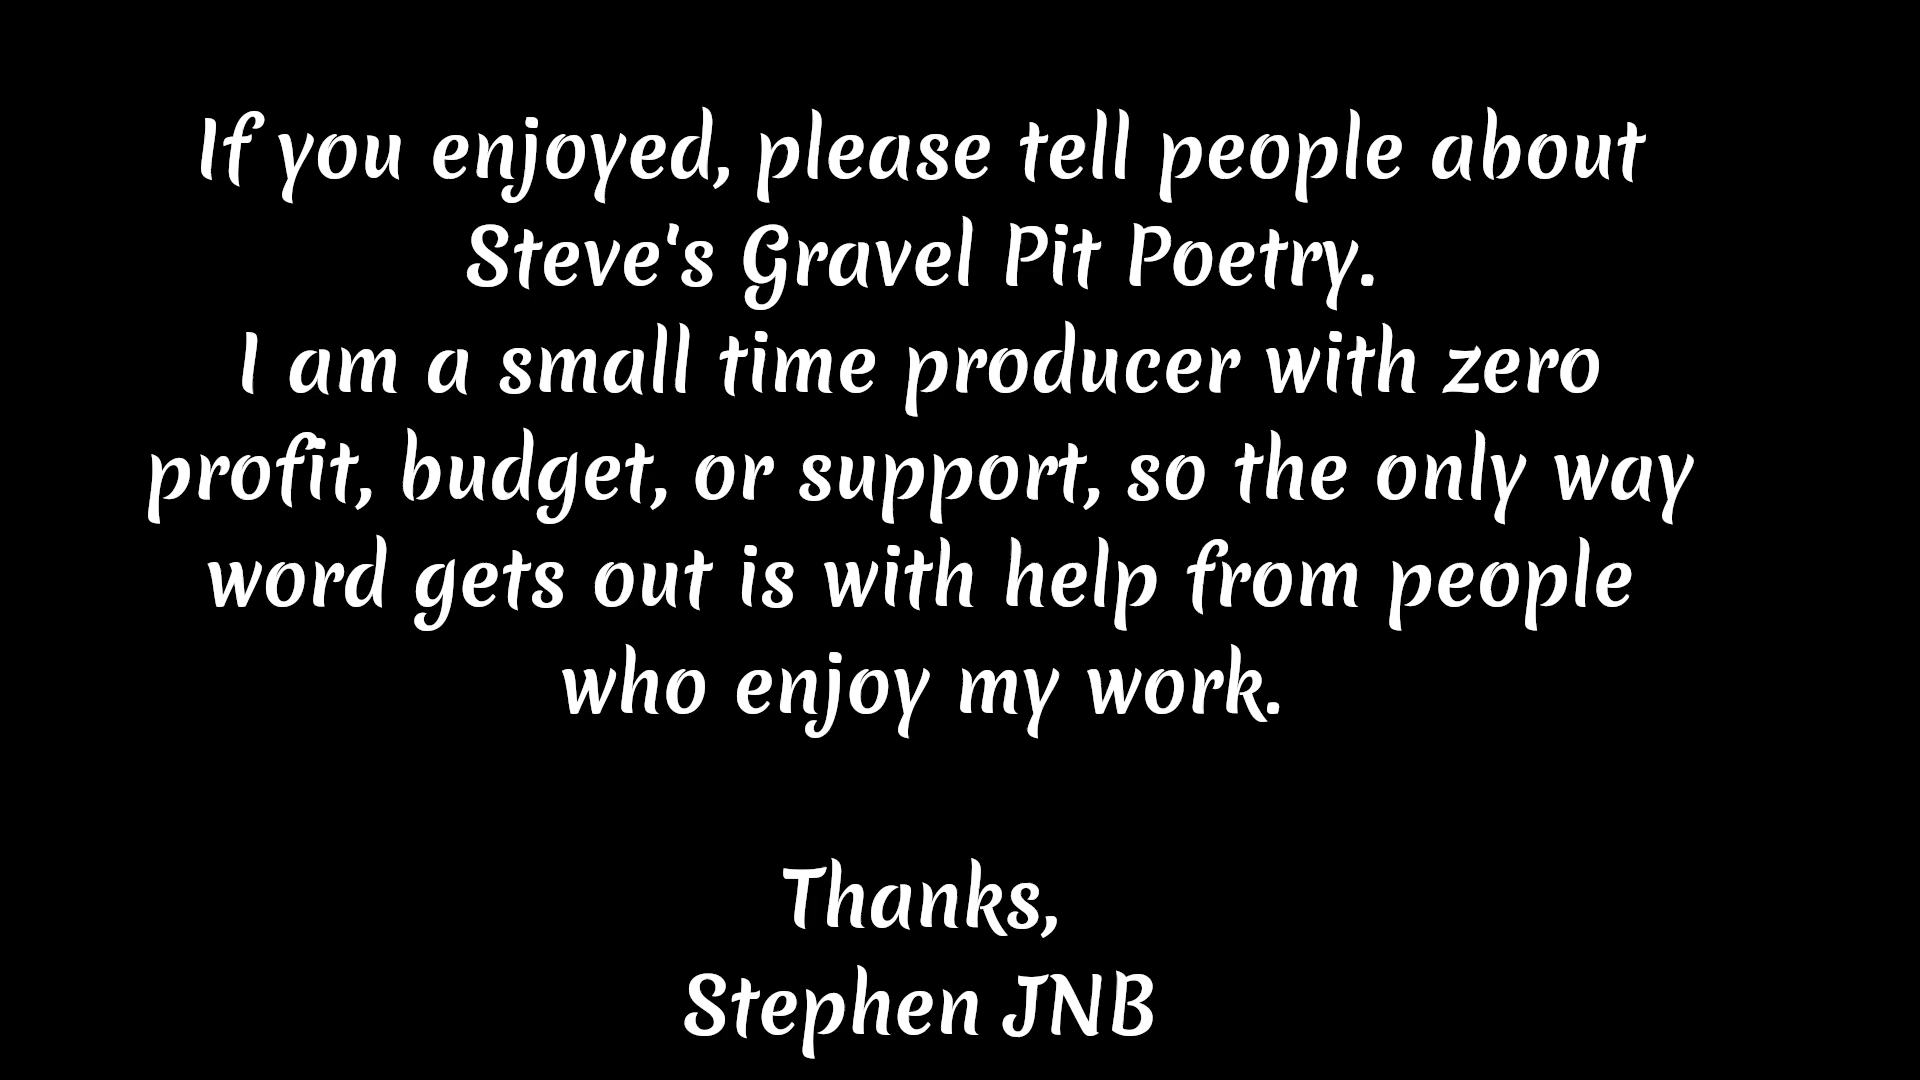 If you enjoyed, please tell people about
Steve's Gravel Pit Poetry.
I am a small time producer with zero
profit, budget, or support, so the only way
word gets out is with help from people
who enjoy my work.
Thanks,
Stephen JNB